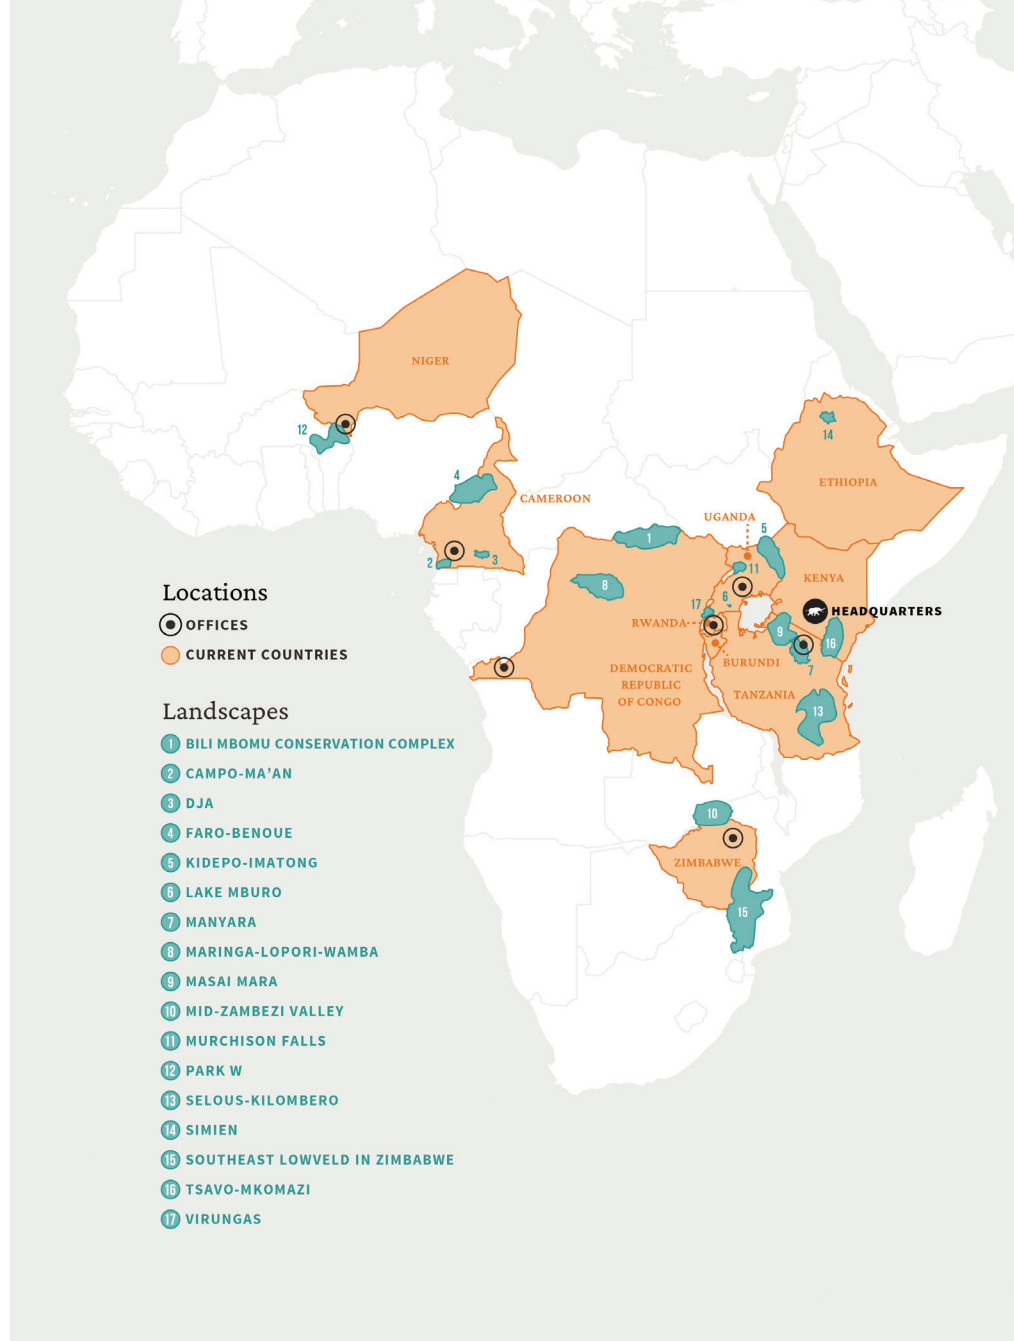 NIGER
12
14
4
ETHIOPIA
CAMEROON
UGANDA
5
1
2
3
11
KENYA
8
6
17
HEADQUARTERS
RWANDA
9
16
BURUNDI
7
DEMOCRATIC
REPUBLIC
OF CONGO
TANZANIA
13
10
ZIMBABWE
15
Locations
OFFICES
CURRENT COUNTRIES
Landscapes
1 BILI MBOMU CONSERVATION COMPLEX
2 CAMPO-MA’AN
3 DJA
4 FARO-BENOUE
5 KIDEPO-IMATONG
6 LAKE MBURO
7 MANYARA
8 MARINGA-LOPORI-WAMBA
9 MASAI MARA
10 MID-ZAMBEZI VALLEY
11 MURCHISON FALLS
12 PARK W
13 SELOUS-KILOMBERO
14 SIMIEN
15 SOUTHEAST LOWVELD IN ZIMBABWE
16 TSAVO-MKOMAZI
17 VIRUNGAS